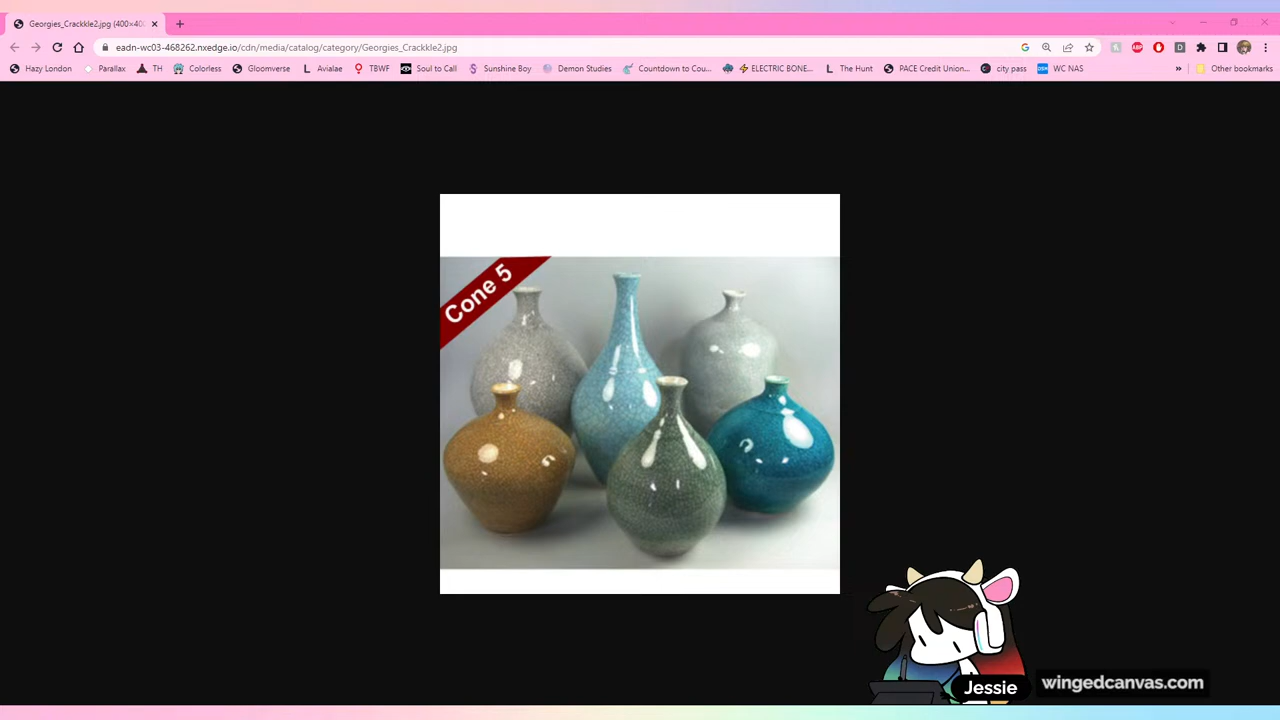 Georgies_Crackkle2.jpg (400×40
eadn-wc03-468262.nxedge.io/cdn/media/catalog/category/Georgies_Crackkle2.jpg
Hazy London
Parallax
TH
Colorless
Gloomverse
Avialae
TBWF
Soul to Call
Sunshine Boy
Demon Studies
Countdown to Cou...
ELECTRIC BONE...
The Hunt
PACE Credit Union...
city pass
WC NAS
»
Other bookmarks
Cone 5
Jessie
wingedcanvas.com